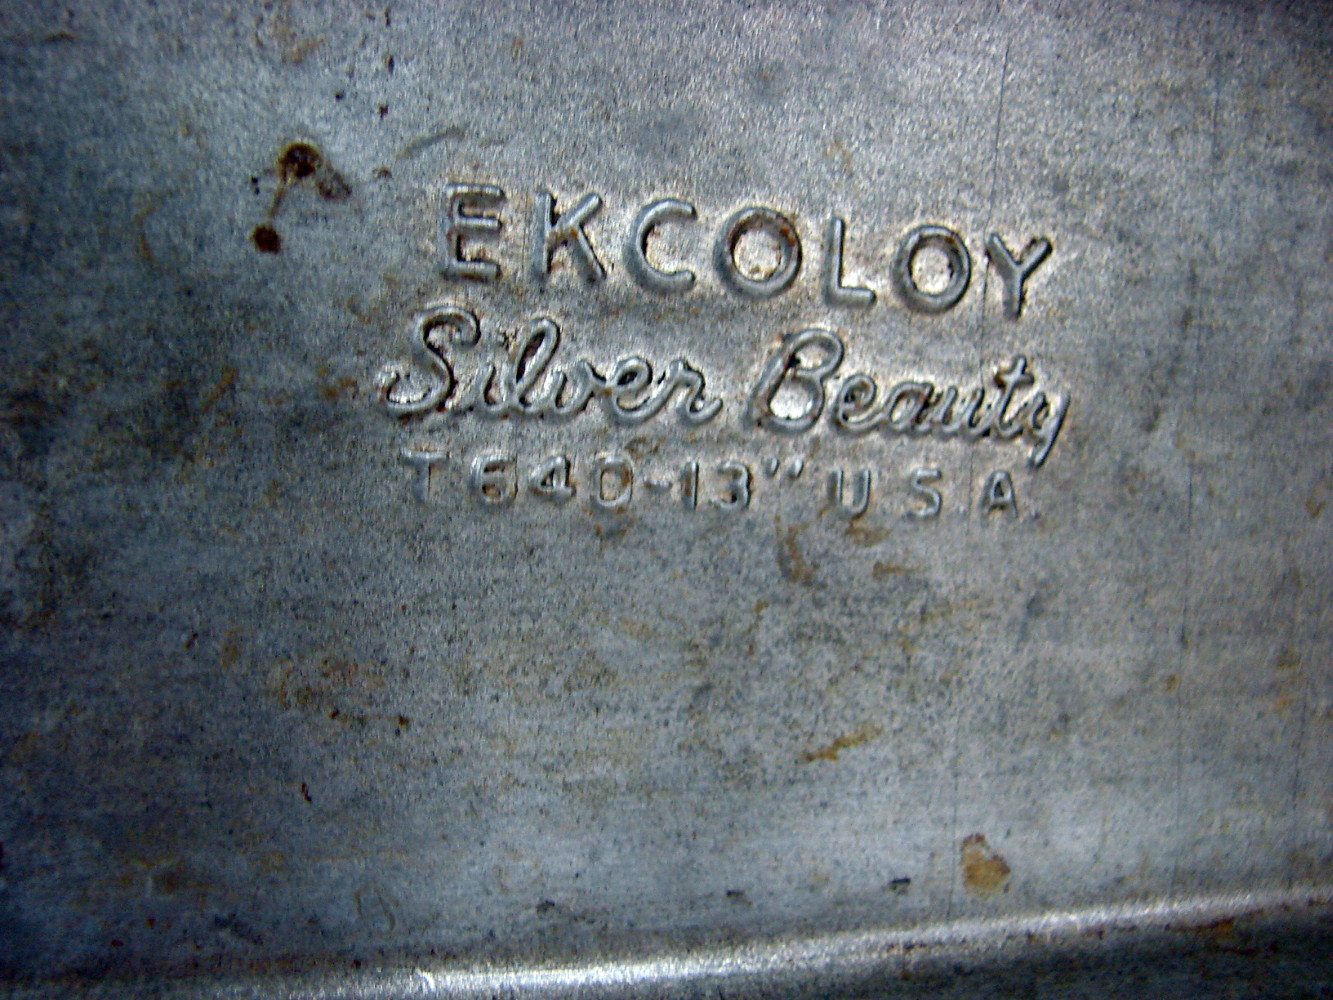 EKCOLOY
Silver Beauty
T640-13" U.S.A.